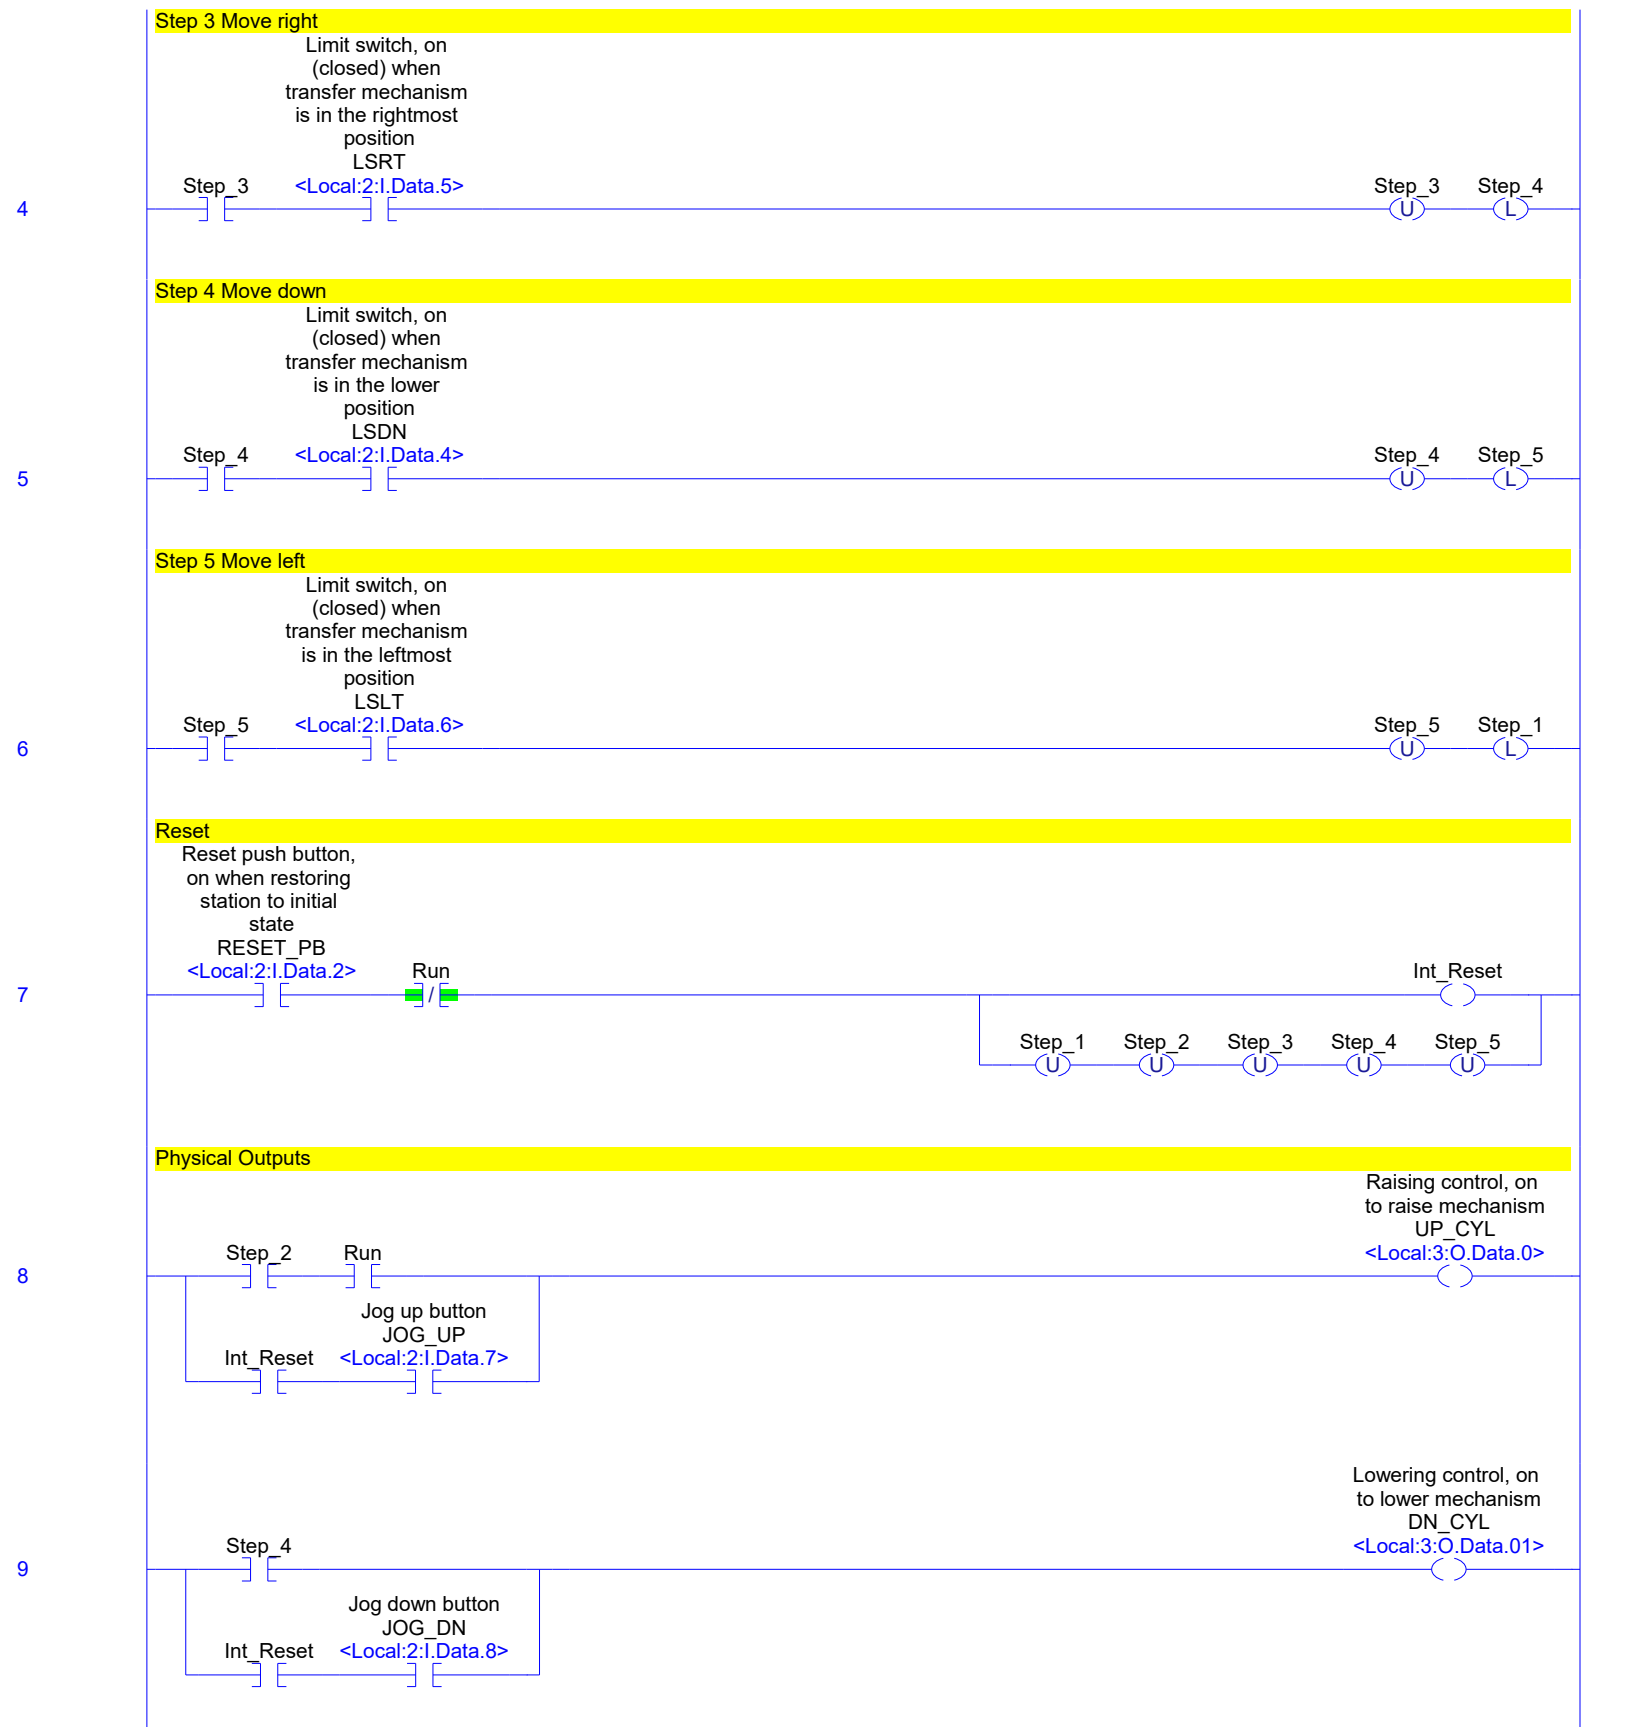 Step 3 Move right
Limit switch, on
(closed) when
transfer mechanism
is in the rightmost
position
LSRT
Step_3 <Local:2:I.Data.5> Step_3 Step_4
4 U L
Step 4 Move down
Limit switch, on
(closed) when
transfer mechanism
is in the lower
position
LSDN
Step_4 <Local:2:I.Data.4> Step_4 Step_5
5 U L
Step 5 Move left
Limit switch, on
(closed) when
transfer mechanism
is in the leftmost
position
LSLT
Step_5 <Local:2:I.Data.6> Step_5 Step_1
6 U L
Reset
Reset push button,
on when restoring
station to initial
state
RESET_PB
<Local:2:I.Data.2> Run Int_Reset
7 /
Step_1 Step_2 Step_3 Step_4 Step_5
U U U U U
Physical Outputs
Raising control, on
to raise mechanism
UP_CYL
Step_2 Run <Local:3:O.Data.0>
8
Jog up button
JOG_UP
Int_Reset <Local:2:I.Data.7>
Lowering control, on
to lower mechanism
DN_CYL
Step_4 <Local:3:O.Data.01>
9
Jog down button
JOG_DN
Int_Reset <Local:2:I.Data.8>